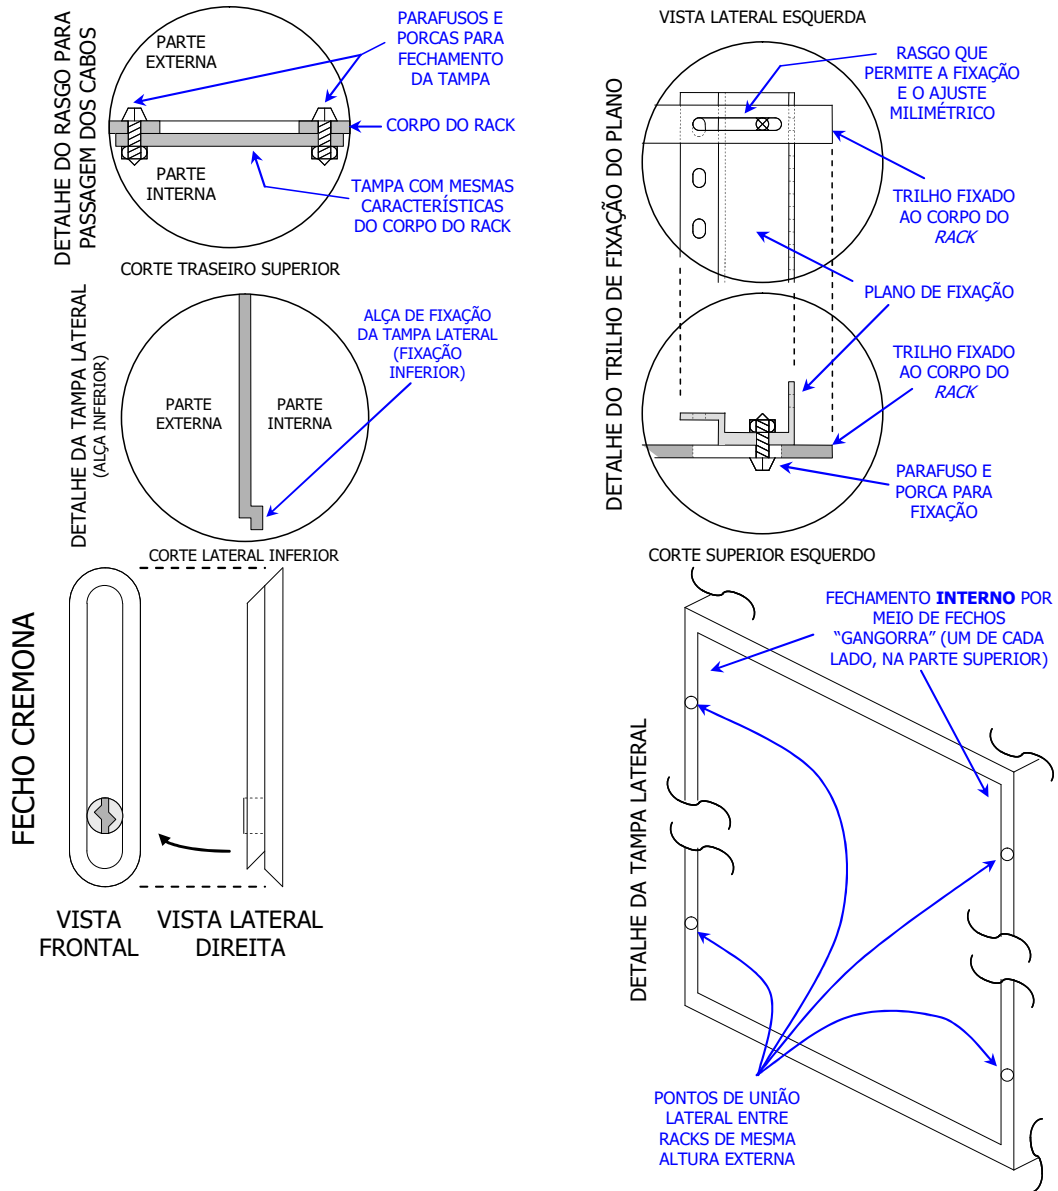 DETALHE DO RASGO PARA
PASSAGEM DOS CABOS
PARTE
EXTERNA
PARTE
INTERNA
PARAFUSOS E
PORCAS PARA
FECHAMENTO
DA TAMPA
CORPO DO RACK
TAMPA COM MESMAS
CARACTERÍSTICAS
DO CORPO DO RACK
CORTE TRASEIRO SUPERIOR
DETALHE DA TAMPA LATERAL
(ALÇA INFERIOR)
PARTE
EXTERNA
PARTE
INTERNA
ALÇA DE FIXAÇÃO
DA TAMPA LATERAL
(FIXAÇÃO
INFERIOR)
CORTE LATERAL INFERIOR
FECHO CREMONA
VISTA
FRONTAL
VISTA LATERAL
DIREITA
VISTA LATERAL ESQUERDA
DETALHE DO TRILHO DE FIXAÇÃO DO PLANO
RASGO QUE
PERMITE A FIXAÇÃO
E O AJUSTE
MILIMÉTRICO
TRILHO FIXADO
AO CORPO DO
RACK
PLANO DE FIXAÇÃO
TRILHO FIXADO
AO CORPO DO
RACK
PARAFUSO E
PORCA PARA
FIXAÇÃO
CORTE SUPERIOR ESQUERDO
DETALHE DA TAMPA LATERAL
FECHAMENTO INTERNO POR
MEIO DE FECHOS
“GANGORRA” (UM DE CADA
LADO, NA PARTE SUPERIOR)
PONTOS DE UNIÃO
LATERAL ENTRE
RACKS DE MESMA
ALTURA EXTERNA